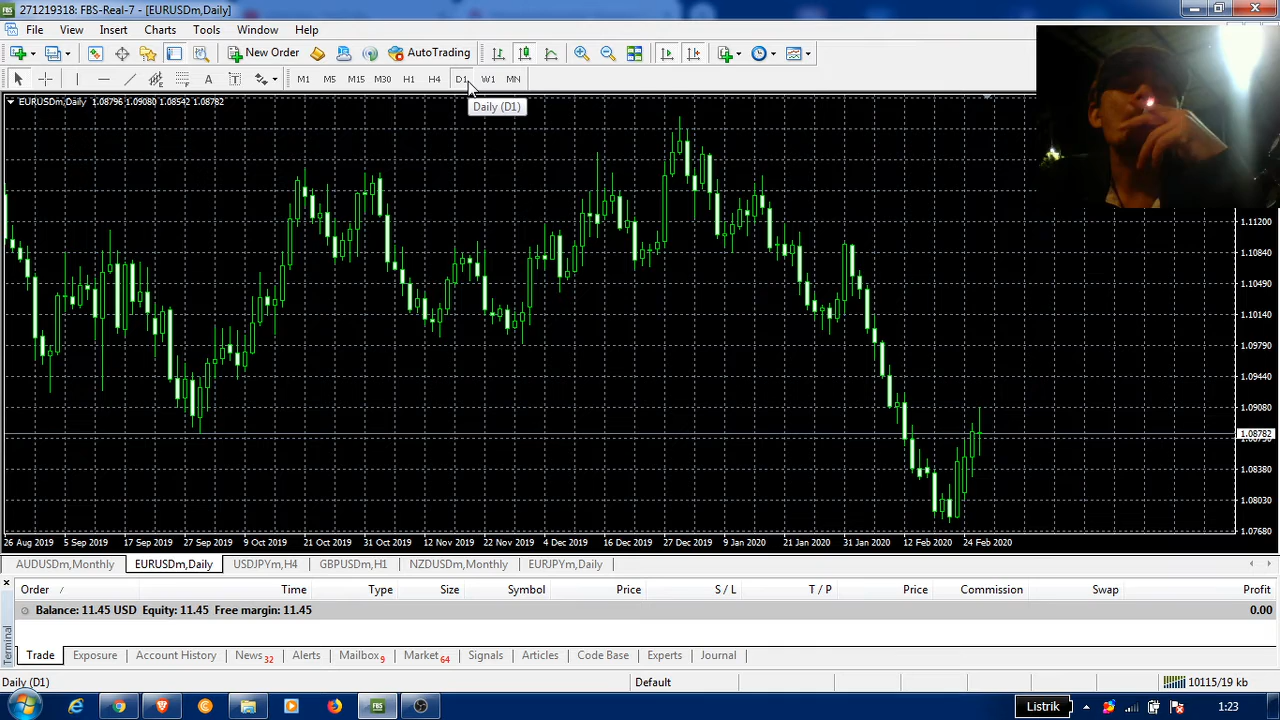 271219318: FBS-Real-7 - [EURUSDm,Daily]
File View Insert Charts Tools Window Help
New Order AutoTrading
A T M1 M5 M15 M30 H1 H4 D1 W1 MN
Daily (D1)
EURUSDm,Daily 1.08796 1.09080 1.08542 1.08782
1.11200
1.10840
1.10490
1.10140
1.09790
1.09440
1.09080
1.08782
1.08380
1.08030
1.07680
26 Aug 2019 5 Sep 2019 17 Sep 2019 27 Sep 2019 9 Oct 2019 21 Oct 2019 31 Oct 2019 12 Nov 2019 22 Nov 2019 4 Dec 2019 16 Dec 2019 27 Dec 2019 9 Jan 2020 21 Jan 2020 31 Jan 2020 12 Feb 2020 24 Feb 2020
AUDUSDm,Monthly EURUSDm,Daily USDJPYm,H4 GBPUSDm,H1 NZDUSDm,Monthly EURJPYm,Daily
Order / Time Type Size Symbol Price S / L T / P Price Commission Swap Profit
Balance: 11.45 USD Equity: 11.45 Free margin: 11.45 0.00
Terminal
Trade Exposure Account History News 32 Alerts Mailbox 9 Market 64 Signals Articles Code Base Experts Journal
Daily (D1) Default 10115/19 kb
FBS Listrik 1:23